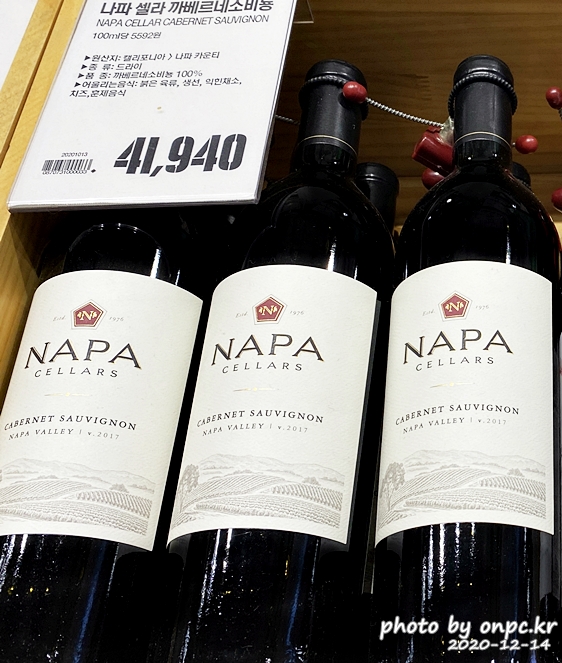 나파 셀라 까베르네소비뇽
NAPA CELLAR CABERNET SAUVIGNON
100ml당 5592원
▶원산지: 캘리포니아 > 나파 카운티
▶종 류: 드라이
▶품 종: 까베르네소비뇽 100%
▶어울리는음식: 붉은 육류, 생선, 익힌채소,
치즈,훈제음식
20201013
41,940
N
Estd. 1976
NAPA
CELLARS
CABERNET SAUVIGNON
NAPA VALLEY | v.2017
N
Estd. 1976
NAPA
CELLARS
CABERNET SAUVIGNON
NAPA VALLEY | v.2017
N
Estd. 1976
NAPA
CELLARS
CABERNET SAUVIGNON
NAPA VALLEY | v.2017
photo by onpc.kr
2020-12-14